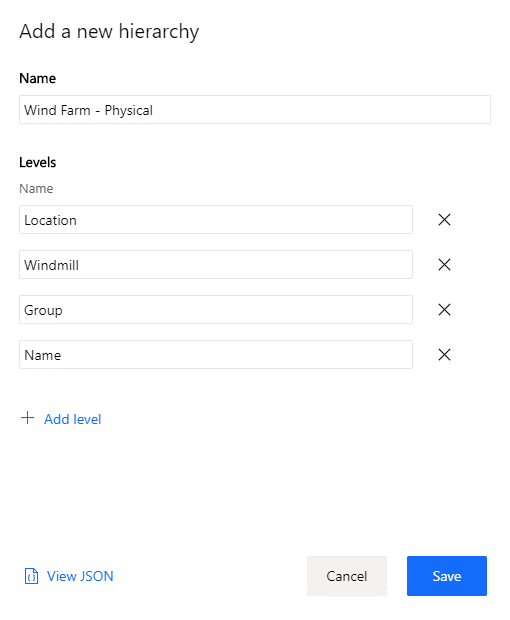 Add a new hierarchy
Name
Wind Farm - Physical
Levels
Name
Location
Windmill
Group
Name
Add level
View JSON
Cancel
Save